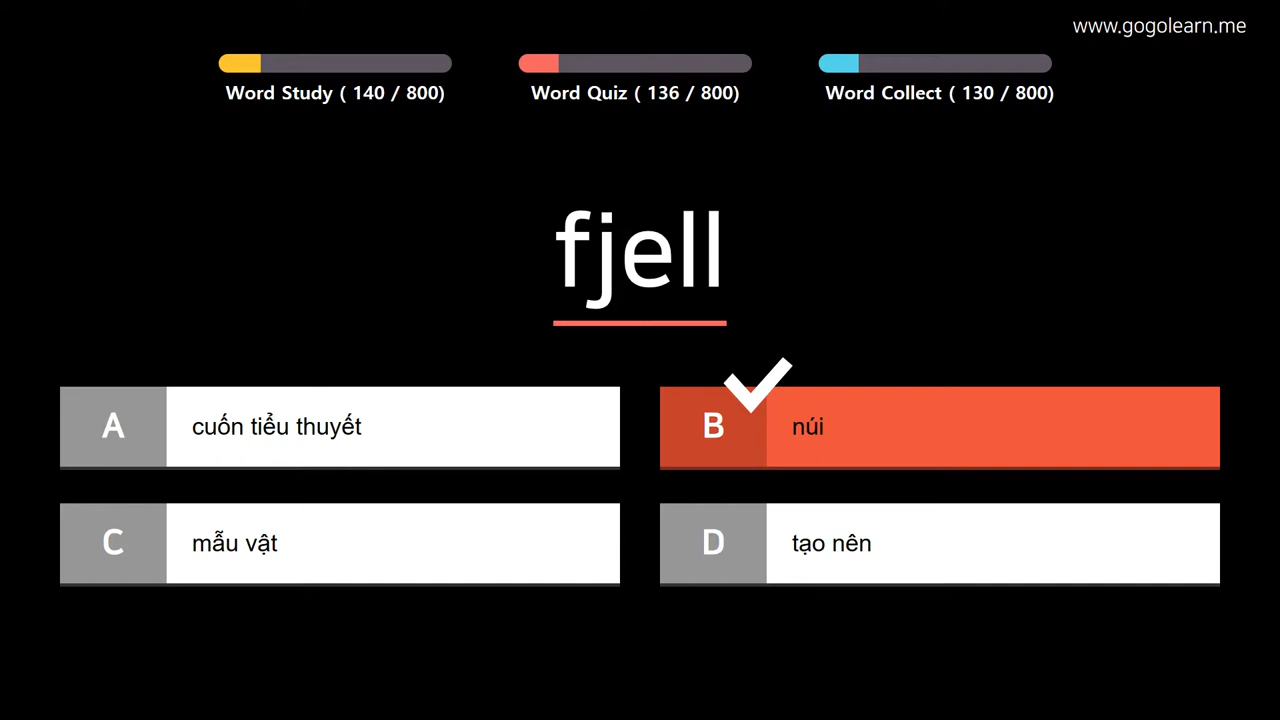 www.gogolearn.me
Word Study ( 140 / 800)
Word Quiz ( 136 / 800)
Word Collect ( 130 / 800)
fjell
A cuốn tiểu thuyết
B núi
C mẫu vật
D tạo nên